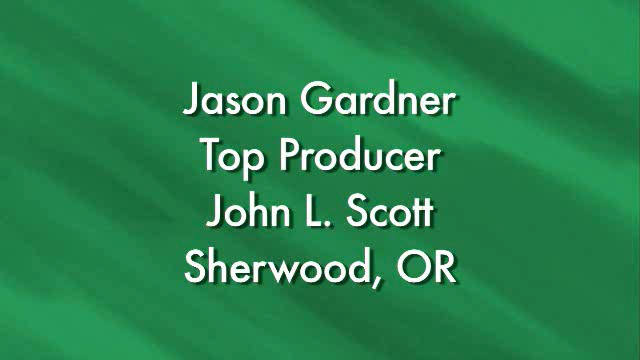 Jason Gardner
Top Producer
John L. Scott
Sherwood, OR